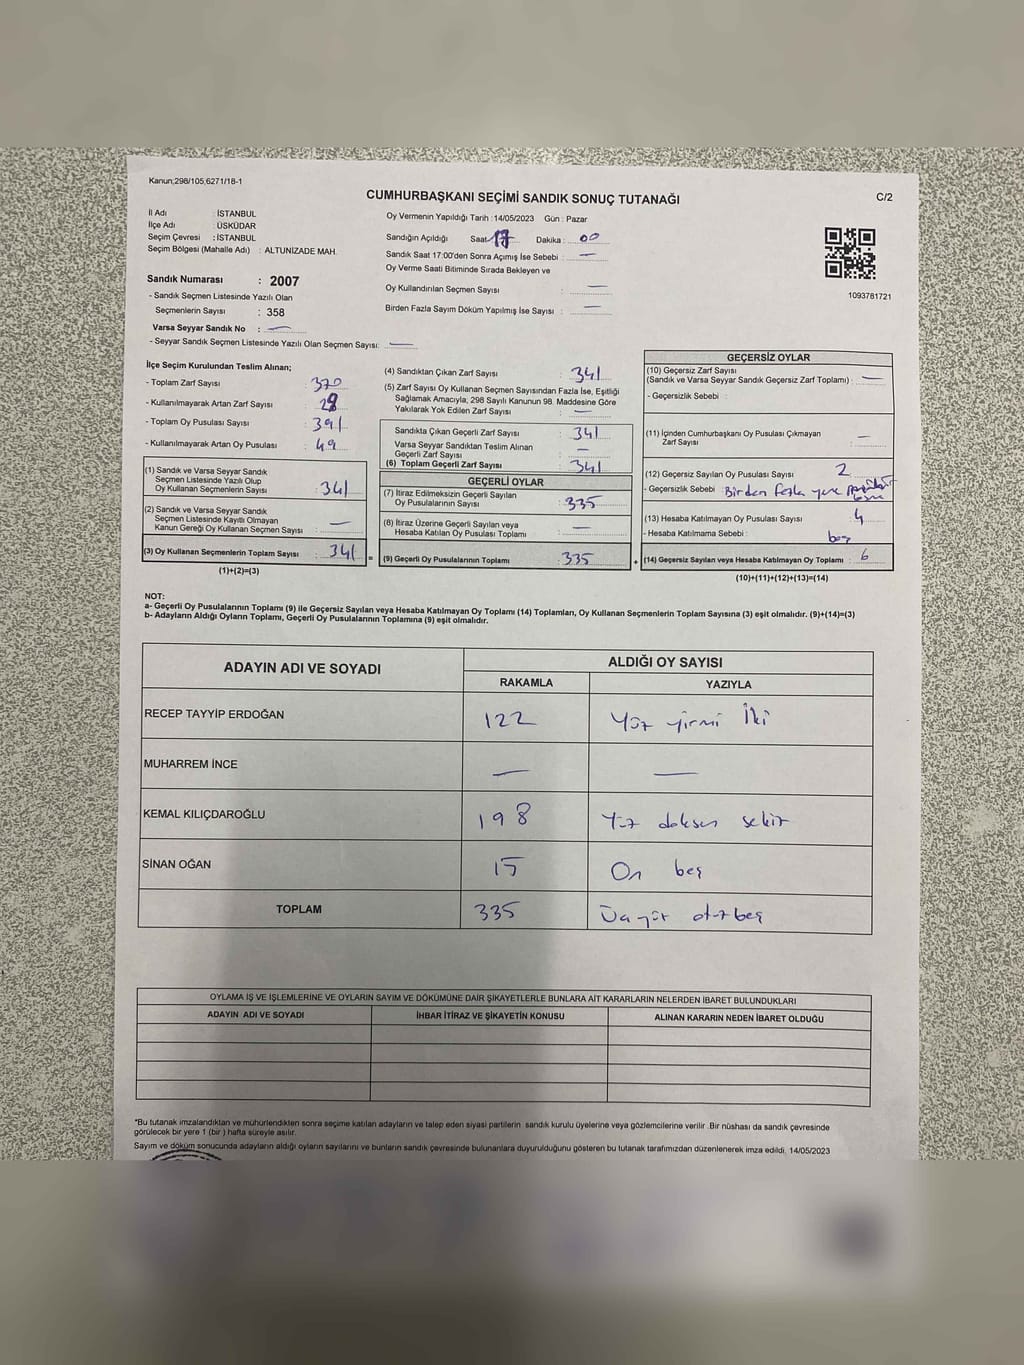 Kanun;298/105,6271/18-1
CUMHURBAŞKANI SEÇİMİ SANDIK SONUÇ TUTANAĞI
C/2
İl Adı : İSTANBUL
İlçe Adı : ÜSKÜDAR
Seçim Çevresi : İSTANBUL
Seçim Bölgesi (Mahalle Adı) : ALTUNİZADE MAH.
Sandık Numarası : 2007
- Sandık Seçmen Listesinde Yazılı Olan
Seçmenlerin Sayısı : 358
Varsa Seyyar Sandık No : —
- Seyyar Sandık Seçmen Listesinde Yazılı Olan Seçmen Sayısı: —
Oy Vermenin Yapıldığı Tarih :14/05/2023 Gün : Pazar
Sandığın Açıldığı Saat 17 Dakika : 00
Sandık Saat 17:00'den Sonra Açımış İse Sebebi : —
Oy Verme Saati Bitiminde Sırada Bekleyen ve
Oy Kullandırılan Seçmen Sayısı : —
Birden Fazla Sayım Döküm Yapılmış İse Sayısı : —
1093781721
İlçe Seçim Kurulundan Teslim Alınan;
- Toplam Zarf Sayısı : 370
- Kullanılmayarak Artan Zarf Sayısı : 29
- Toplam Oy Pusulası Sayısı : 391
- Kullanılmayarak Artan Oy Pusulası : 49
(1) Sandık ve Varsa Seyyar Sandık
Seçmen Listesinde Yazılı Olup
Oy Kullanan Seçmenlerin Sayısı : 341
(2) Sandık ve Varsa Seyyar Sandık
Seçmen Listesinde Kayıtlı Olmayan
Kanun Gereği Oy Kullanan Seçmen Sayısı : —
(3) Oy Kullanan Seçmenlerin Toplam Sayısı : 341
(1)+(2)=(3)
(4) Sandıktan Çıkan Zarf Sayısı : 341
(5) Zarf Sayısı Oy Kullanan Seçmen Sayısından Fazla İse, Eşitliği
Sağlamak Amacıyla, 298 Sayılı Kanunun 98. Maddesine Göre
Yakılarak Yok Edilen Zarf Sayısı : —
Sandıkta Çıkan Geçerli Zarf Sayısı : 341
Varsa Seyyar Sandıktan Teslim Alınan
Geçerli Zarf Sayısı : —
(6) Toplam Geçerli Zarf Sayısı : 341
GEÇERLİ OYLAR
(7) İtiraz Edilmeksizin Geçerli Sayılan
Oy Pusulalarının Sayısı : 335
(8) İtiraz Üzerine Geçerli Sayılan veya
Hesaba Katılan Oy Pusulası Toplamı : —
(9) Geçerli Oy Pusulalarının Toplamı : 335
=
+
GEÇERSİZ OYLAR
(10) Geçersiz Zarf Sayısı
(Sandık ve Varsa Seyyar Sandık Geçersiz Zarf Toplamı) : —
- Geçersizlik Sebebi :
(11) İçinden Cumhurbaşkanı Oy Pusulası Çıkmayan
Zarf Sayısı : —
(12) Geçersiz Sayılan Oy Pusulası Sayısı : 2
- Geçersizlik Sebebi : Birden fazla yere
(13) Hesaba Katılmayan Oy Pusulası Sayısı : 4
- Hesaba Katılmama Sebebi : boş
(14) Geçersiz Sayılan veya Hesaba Katılmayan Oy Toplamı : 6
(10)+(11)+(12)+(13)=(14)
NOT:
a- Geçerli Oy Pusulalarının Toplamı (9) ile Geçersiz Sayılan veya Hesaba Katılmayan Oy Toplamı (14) Toplamları, Oy Kullanan Seçmenlerin Toplam Sayısına (3) eşit olmalıdır. (9)+(14)=(3)
b- Adayların Aldığı Oyların Toplamı, Geçerli Oy Pusulalarının Toplamına (9) eşit olmalıdır.
ADAYIN ADI VE SOYADI
ALDIĞI OY SAYISI
RAKAMLA YAZIYLA
RECEP TAYYİP ERDOĞAN 122 Yüz yirmi İki
MUHARREM İNCE — —
KEMAL KILIÇDAROĞLU 198 Yüz doksan sekiz
SİNAN OĞAN 15 On beş
TOPLAM 335 Üçyüz otuzbeş
OYLAMA İŞ VE İŞLEMLERİNE VE OYLARIN SAYIM VE DÖKÜMÜNE DAİR ŞİKAYETLERLE BUNLARA AİT KARARLARIN NELERDEN İBARET BULUNDUKLARI
ADAYIN ADI VE SOYADI İHBAR İTİRAZ VE ŞİKAYETİN KONUSU ALINAN KARARIN NEDEN İBARET OLDUĞU
*Bu tutanak imzalandıktan ve mühürlendikten sonra seçime katılan adayların ve talep eden siyasi partilerin sandık kurulu üyelerine veya gözlemcilerine verilir .Bir nüshası da sandık çevresinde
görülecek bir yere 1 (bir ) hafta süreyle asılır.
Sayım ve döküm sonucunda adayların aldığı oyların sayılarını ve bunların sandık çevresinde bulunanlara duyurulduğunu gösteren bu tutanak tarafımızdan düzenlenerek imza edildi. 14/05/2023